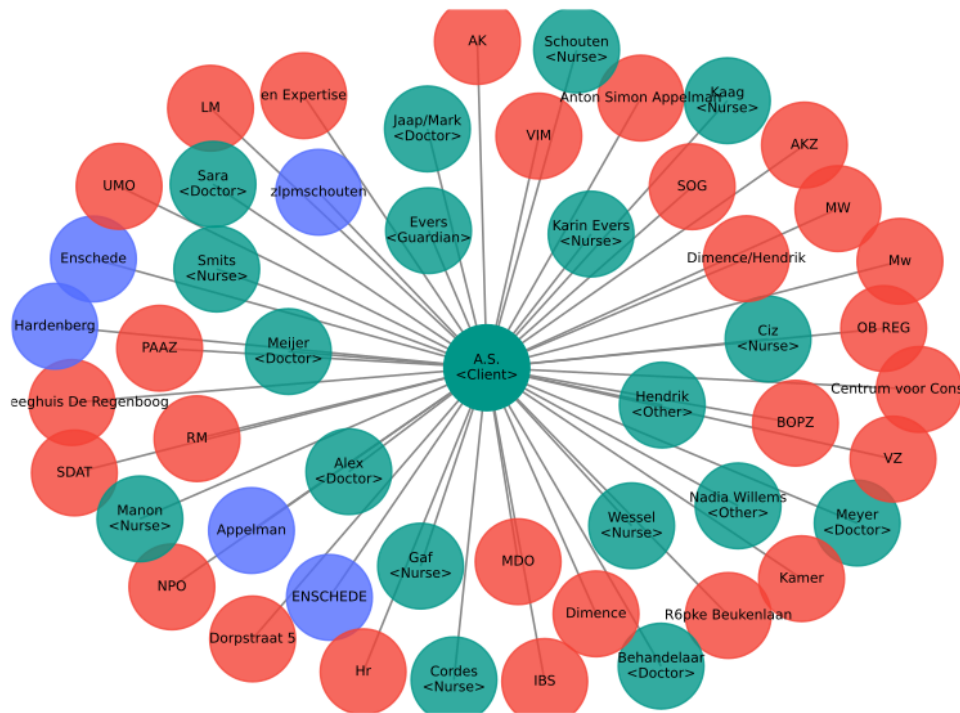 AK
Schouten
<Nurse>
en Expertise
LM
Anton Simon Appelman
Kaag
<Nurse>
Jaap/Mark
<Doctor>
VIM
AKZ
Sara
<Doctor>
UMO
zlpmschouten
SOG
MW
Evers
<Guardian>
Karin Evers
<Nurse>
Enschede
Smits
<Nurse>
Dimence/Hendrik
Mw
Hardenberg
PAAZ
Meijer
<Doctor>
Ciz
<Nurse>
OB REG
A.S.
<Client>
eeghuis De Regenboog
Hendrik
<Other>
Centrum voor Cons
RM
BOPZ
SDAT
Alex
<Doctor>
VZ
Manon
<Nurse>
Nadia Willems
<Other>
Appelman
Wessel
<Nurse>
Meyer
<Doctor>
NPO
Gaf
<Nurse>
MDO
Kamer
ENSCHEDE
Dimence
R6pke Beukenlaan
Dorpstraat 5
Hr
Cordes
<Nurse>
IBS
Behandelaar
<Doctor>